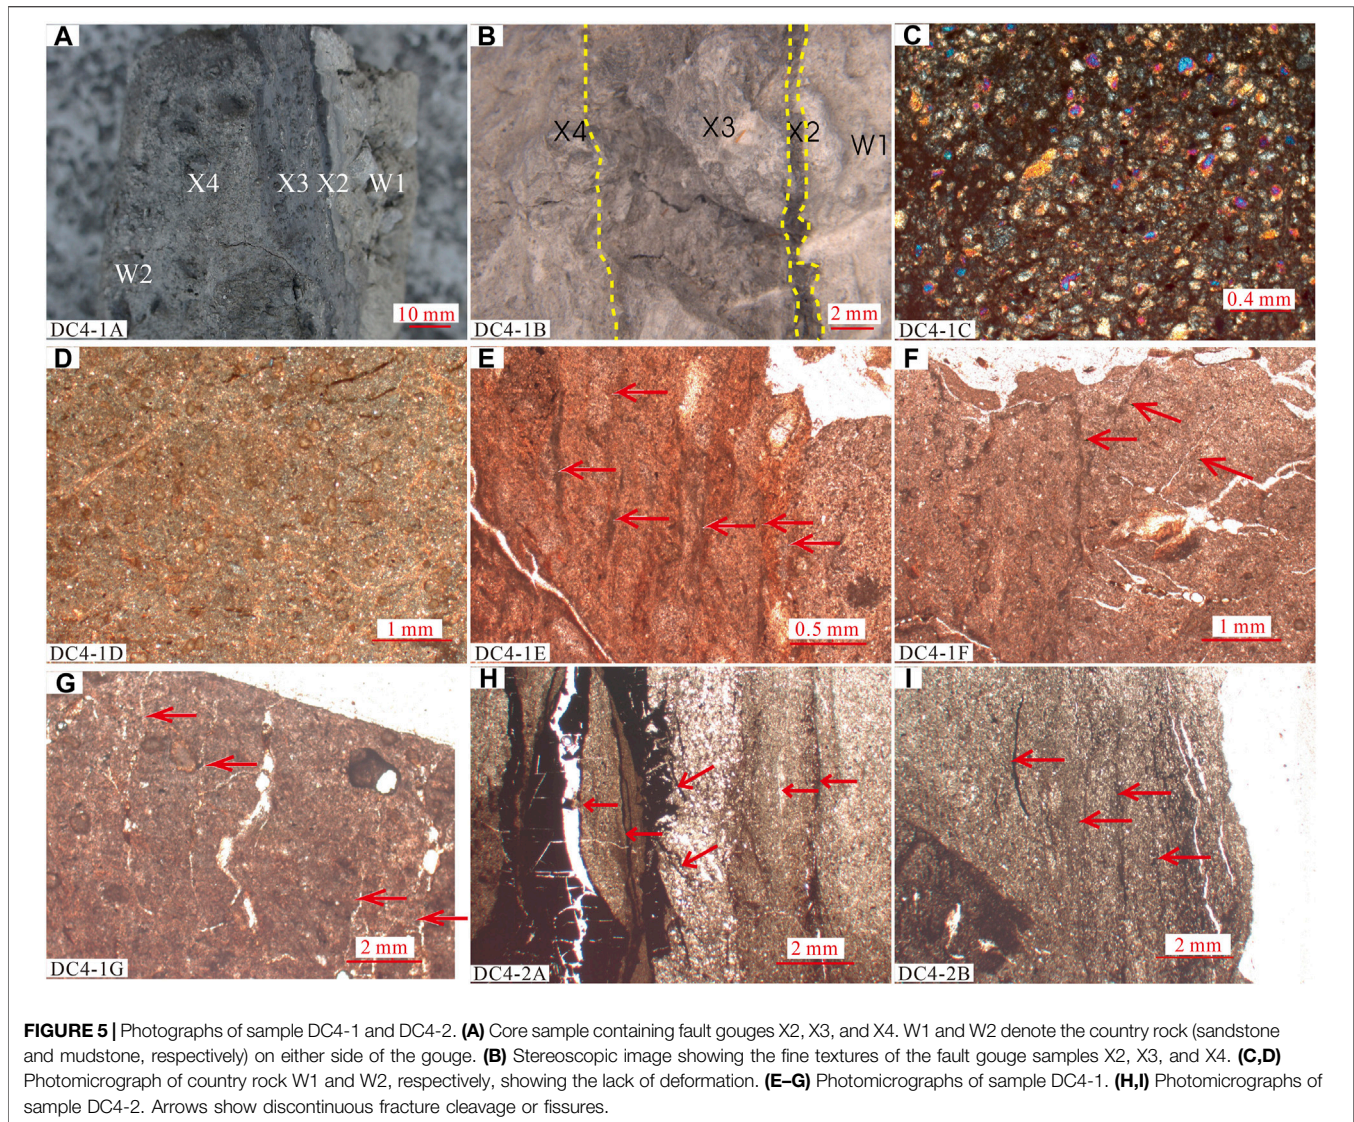 A
X4
X3
X2
W1
W2
10 mm
DC4-1A
B
X4
X3
X2
W1
2 mm
DC4-1B
C
0.4 mm
DC4-1C
D
1 mm
DC4-1D
E
0.5 mm
DC4-1E
F
1 mm
DC4-1F
G
2 mm
DC4-1G
H
2 mm
DC4-2A
I
2 mm
DC4-2B
FIGURE 5 | Photographs of sample DC4-1 and DC4-2. (A) Core sample containing fault gouges X2, X3, and X4. W1 and W2 denote the country rock (sandstone
and mudstone, respectively) on either side of the gouge. (B) Stereoscopic image showing the fine textures of the fault gouge samples X2, X3, and X4. (C,D)
Photomicrograph of country rock W1 and W2, respectively, showing the lack of deformation. (E–G) Photomicrographs of sample DC4-1. (H,I) Photomicrographs of
sample DC4-2. Arrows show discontinuous fracture cleavage or fissures.